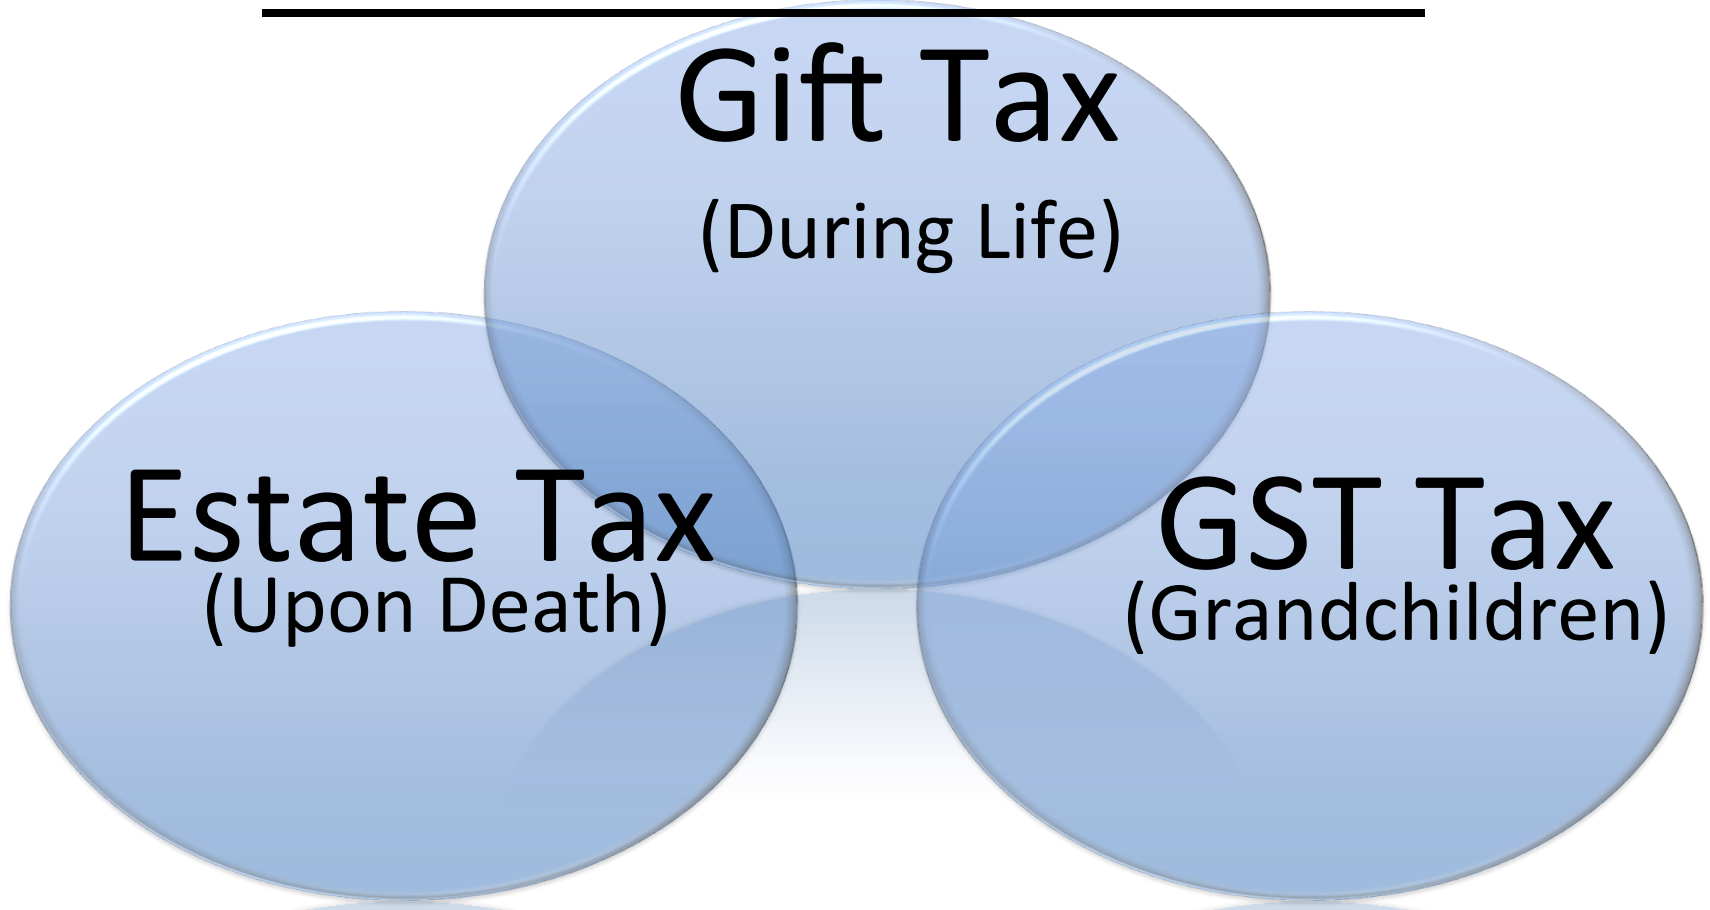 Gift Tax
(During Life)
Estate Tax
(Upon Death)
GST Tax
(Grandchildren)